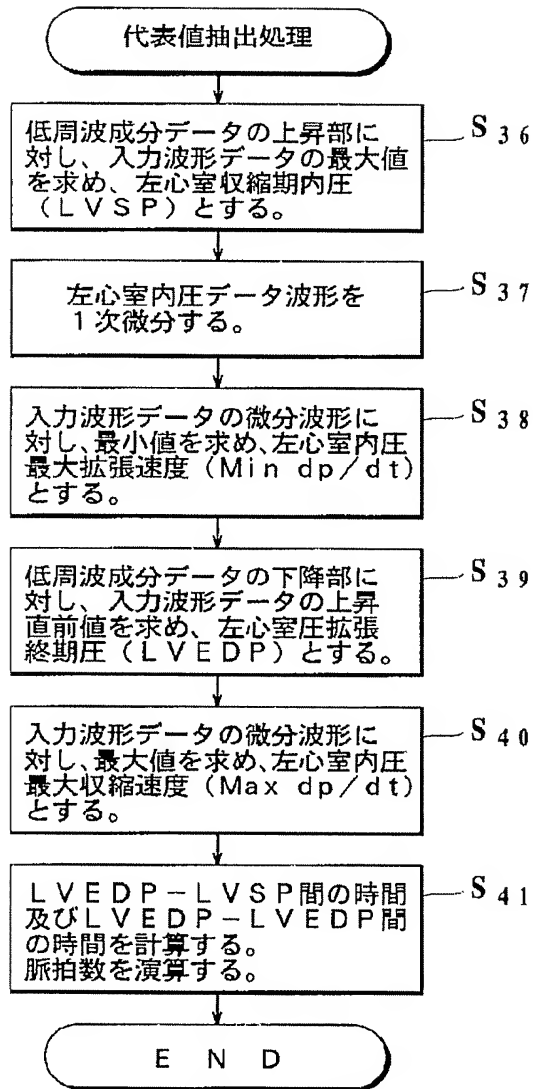 代表値抽出処理
低周波成分データの上昇部に
対し、入力波形データの最大値
を求め、左心室収縮期内圧
(LVSP)とする。
S36
左心室内圧データ波形を
1次微分する。
S37
入力波形データの微分波形に
対し、最小値を求め、左心室内圧
最大拡張速度(Min dp/dt)
とする。
S38
低周波成分データの下降部に
対し、入力波形データの上昇
直前値を求め、左心室圧拡張
終期圧(LVEDP)とする。
S39
入力波形データの微分波形に
対し、最大値を求め、左心室内圧
最大収縮速度(Max dp/dt)
とする。
S40
LVEDP-LVSP間の時間
及びLVEDP-LVEDP間
の時間を計算する。
脈拍数を演算する。
S41
END